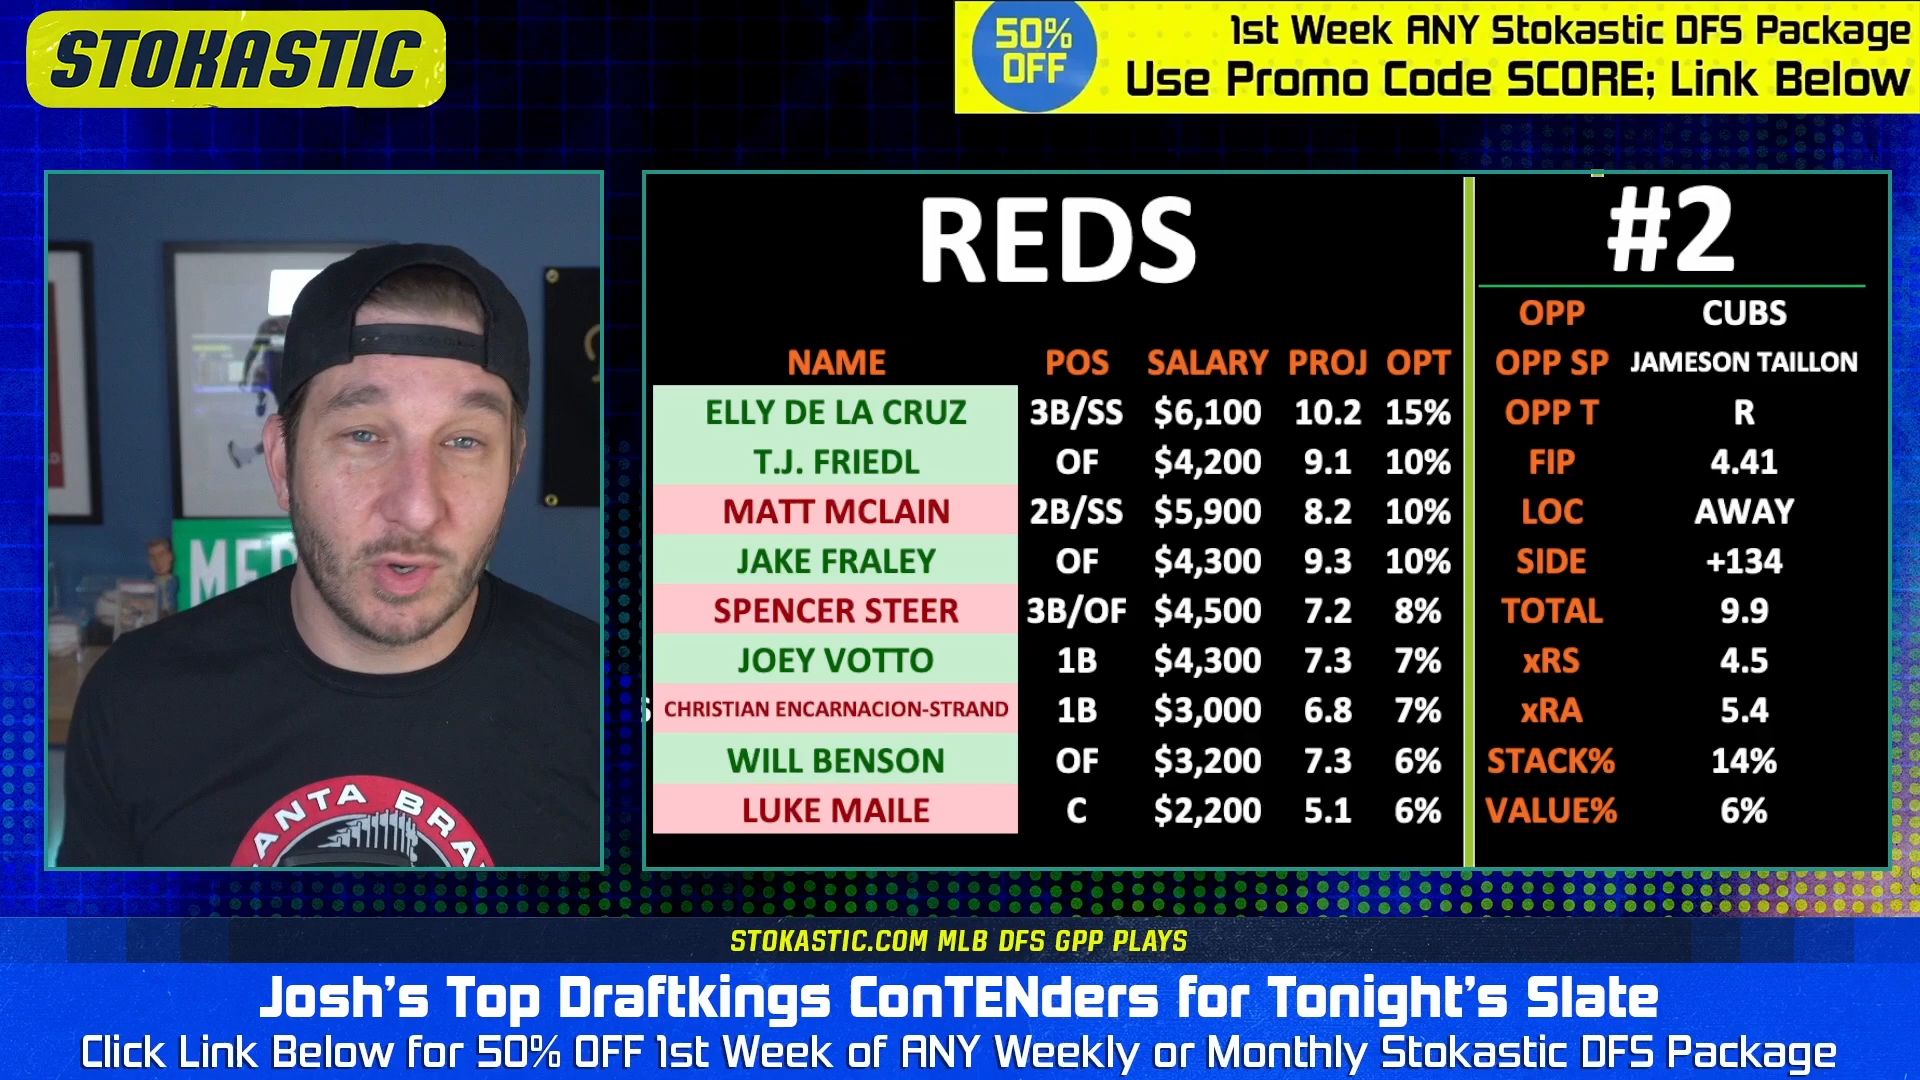 STOKASTIC
50% OFF
1st Week ANY Stokastic DFS Package
Use Promo Code SCORE; Link Below
REDS
NAME POS SALARY PROJ OPT
ELLY DE LA CRUZ 3B/SS $6,100 10.2 15%
T.J. FRIEDL OF $4,200 9.1 10%
MATT MCLAIN 2B/SS $5,900 8.2 10%
JAKE FRALEY OF $4,300 9.3 10%
SPENCER STEER 3B/OF $4,500 7.2 8%
JOEY VOTTO 1B $4,300 7.3 7%
CHRISTIAN ENCARNACION-STRAND 1B $3,000 6.8 7%
WILL BENSON OF $3,200 7.3 6%
LUKE MAILE C $2,200 5.1 6%
#2
OPP CUBS
OPP SP JAMESON TAILLON
OPP T R
FIP 4.41
LOC AWAY
SIDE +134
TOTAL 9.9
xRS 4.5
xRA 5.4
STACK% 14%
VALUE% 6%
STOKASTIC.COM MLB DFS GPP PLAYS
Josh's Top Draftkings ConTENders for Tonight's Slate
Click Link Below for 50% OFF 1st Week of ANY Weekly or Monthly Stokastic DFS Package